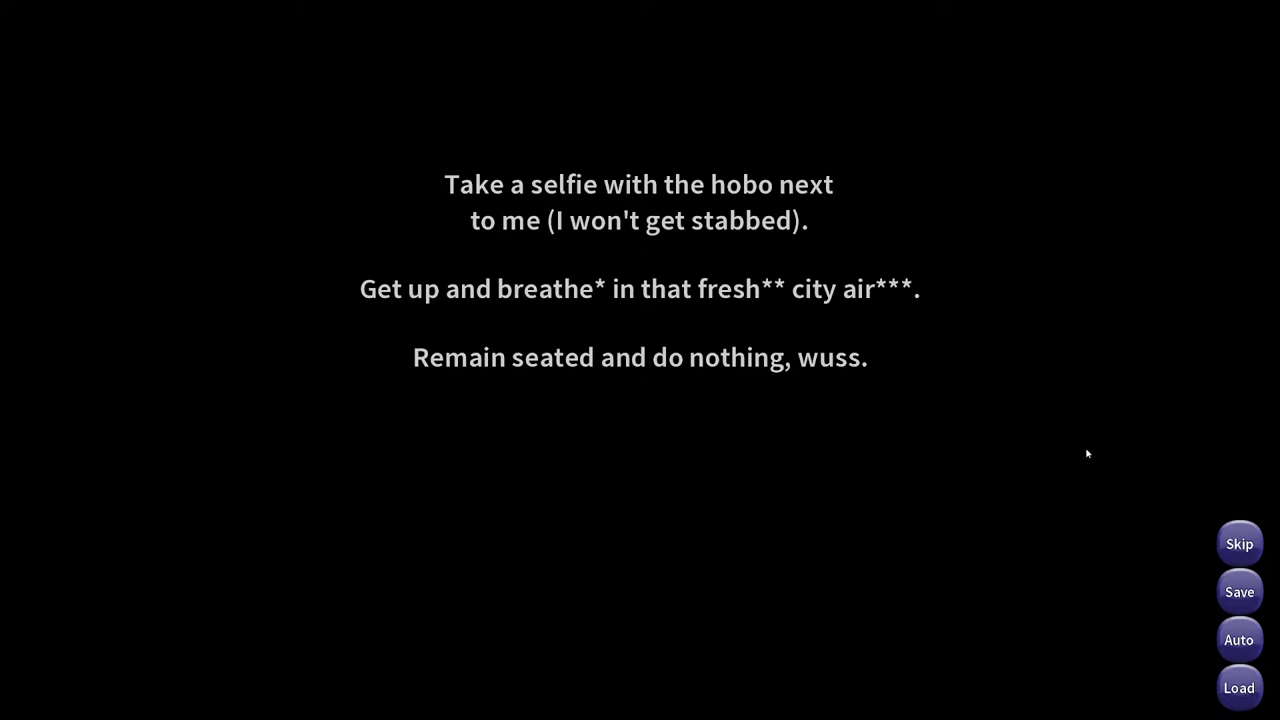 Take a selfie with the hobo next
to me (I won't get stabbed).
Get up and breathe* in that fresh** city air***.
Remain seated and do nothing, wuss.
Skip
Save
Auto
Load